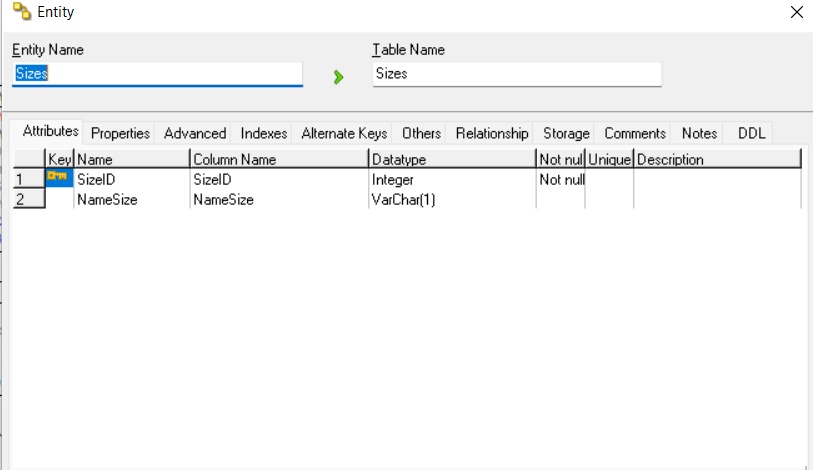 Entity
Entity Name Table Name
Sizes Sizes
Attributes Properties Advanced Indexes Alternate Keys Others Relationship Storage Comments Notes DDL
Key Name Column Name Datatype Not nul Unique Description
1 SizeID SizeID Integer Not null
2 NameSize NameSize VarChar(1)